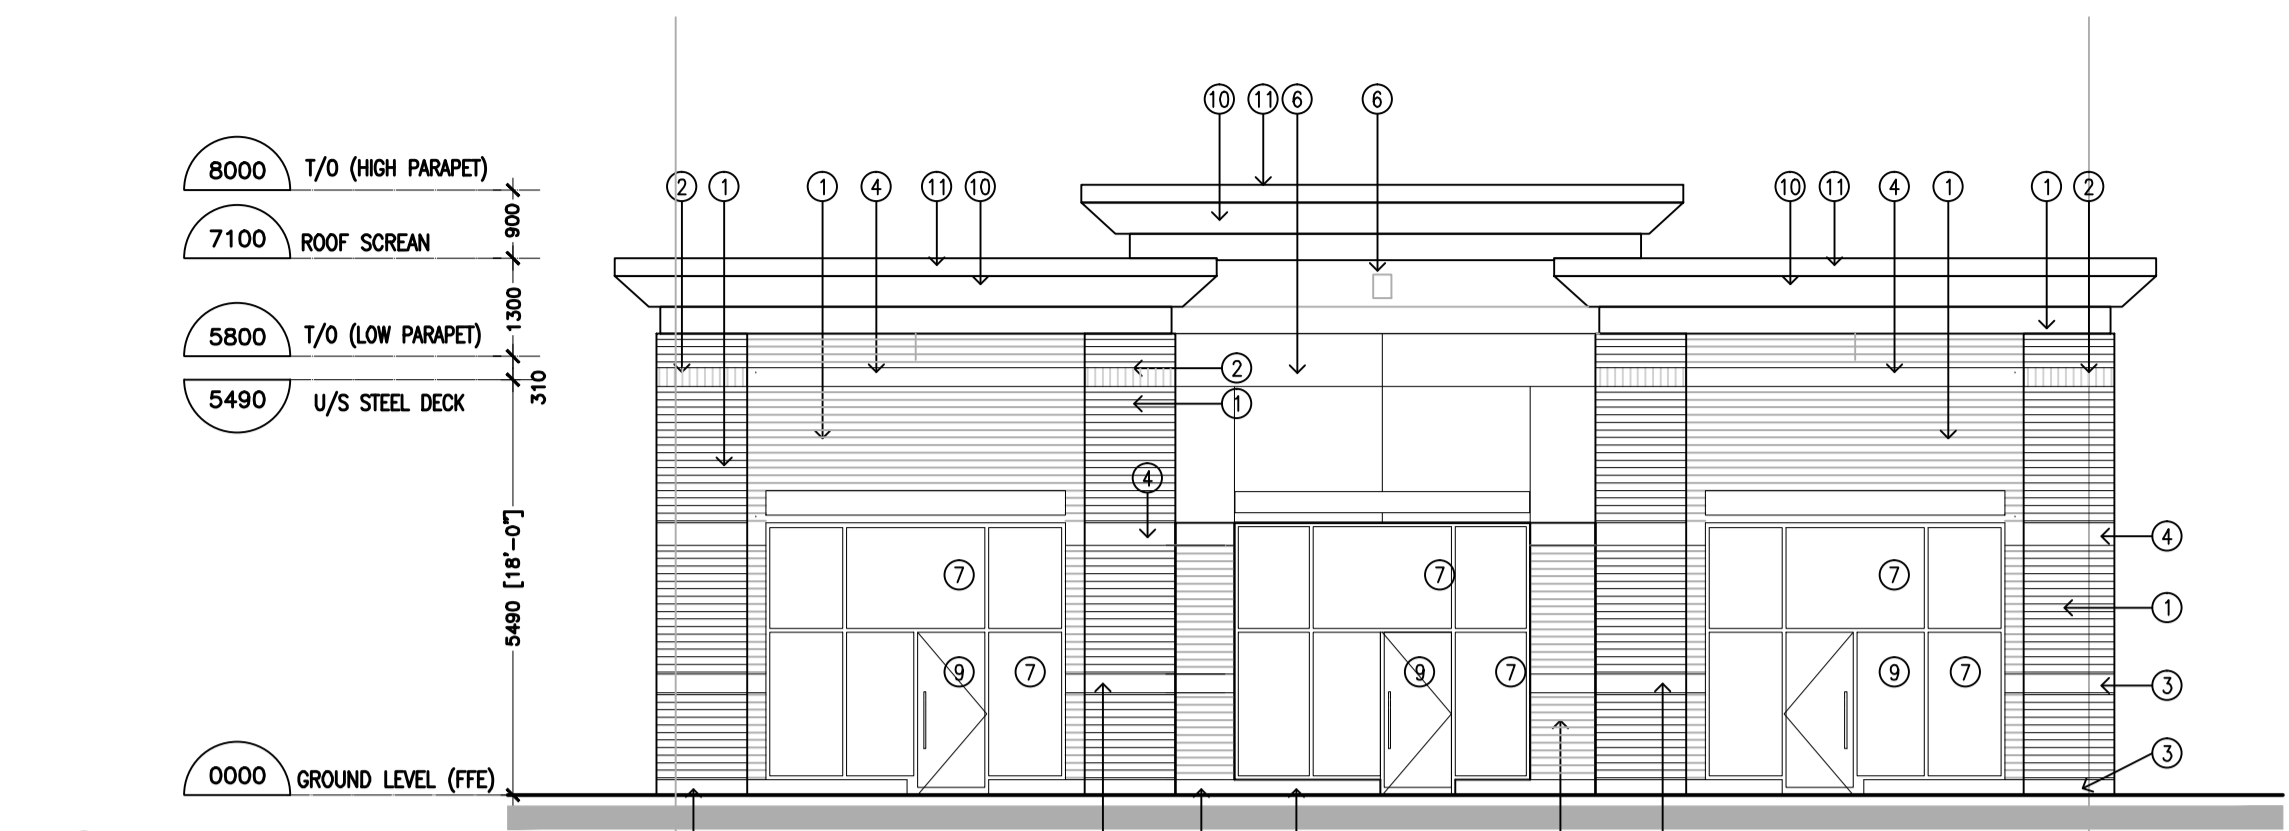 10 11 6 6
8000 T/O (HIGH PARAPET)
2 1 1 4 11 10 10 11 4 1 1 2
900
7100 ROOF SCREAN
1300
5800 T/O (LOW PARAPET)
2
310
5490 U/S STEEL DECK
1
4
4
5490 [18'-0"]
7 7 7
1
9 7 9 7 9 7
3
3
0000 GROUND LEVEL (FFE)